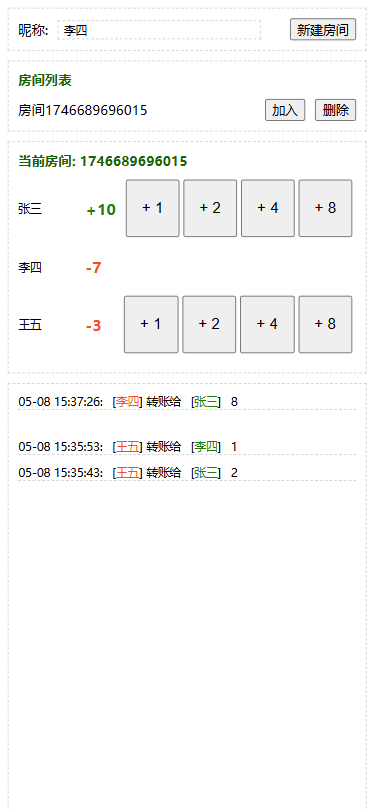 昵称: 李四 新建房间
房间列表
房间1746689696015 加入 删除
当前房间: 1746689696015
张三 +10 + 1 + 2 + 4 + 8
李四 -7
王五 -3 + 1 + 2 + 4 + 8
05-08 15:37:26: [李四] 转账给 [张三] 8
05-08 15:35:53: [王五] 转账给 [李四] 1
05-08 15:35:43: [王五] 转账给 [张三] 2